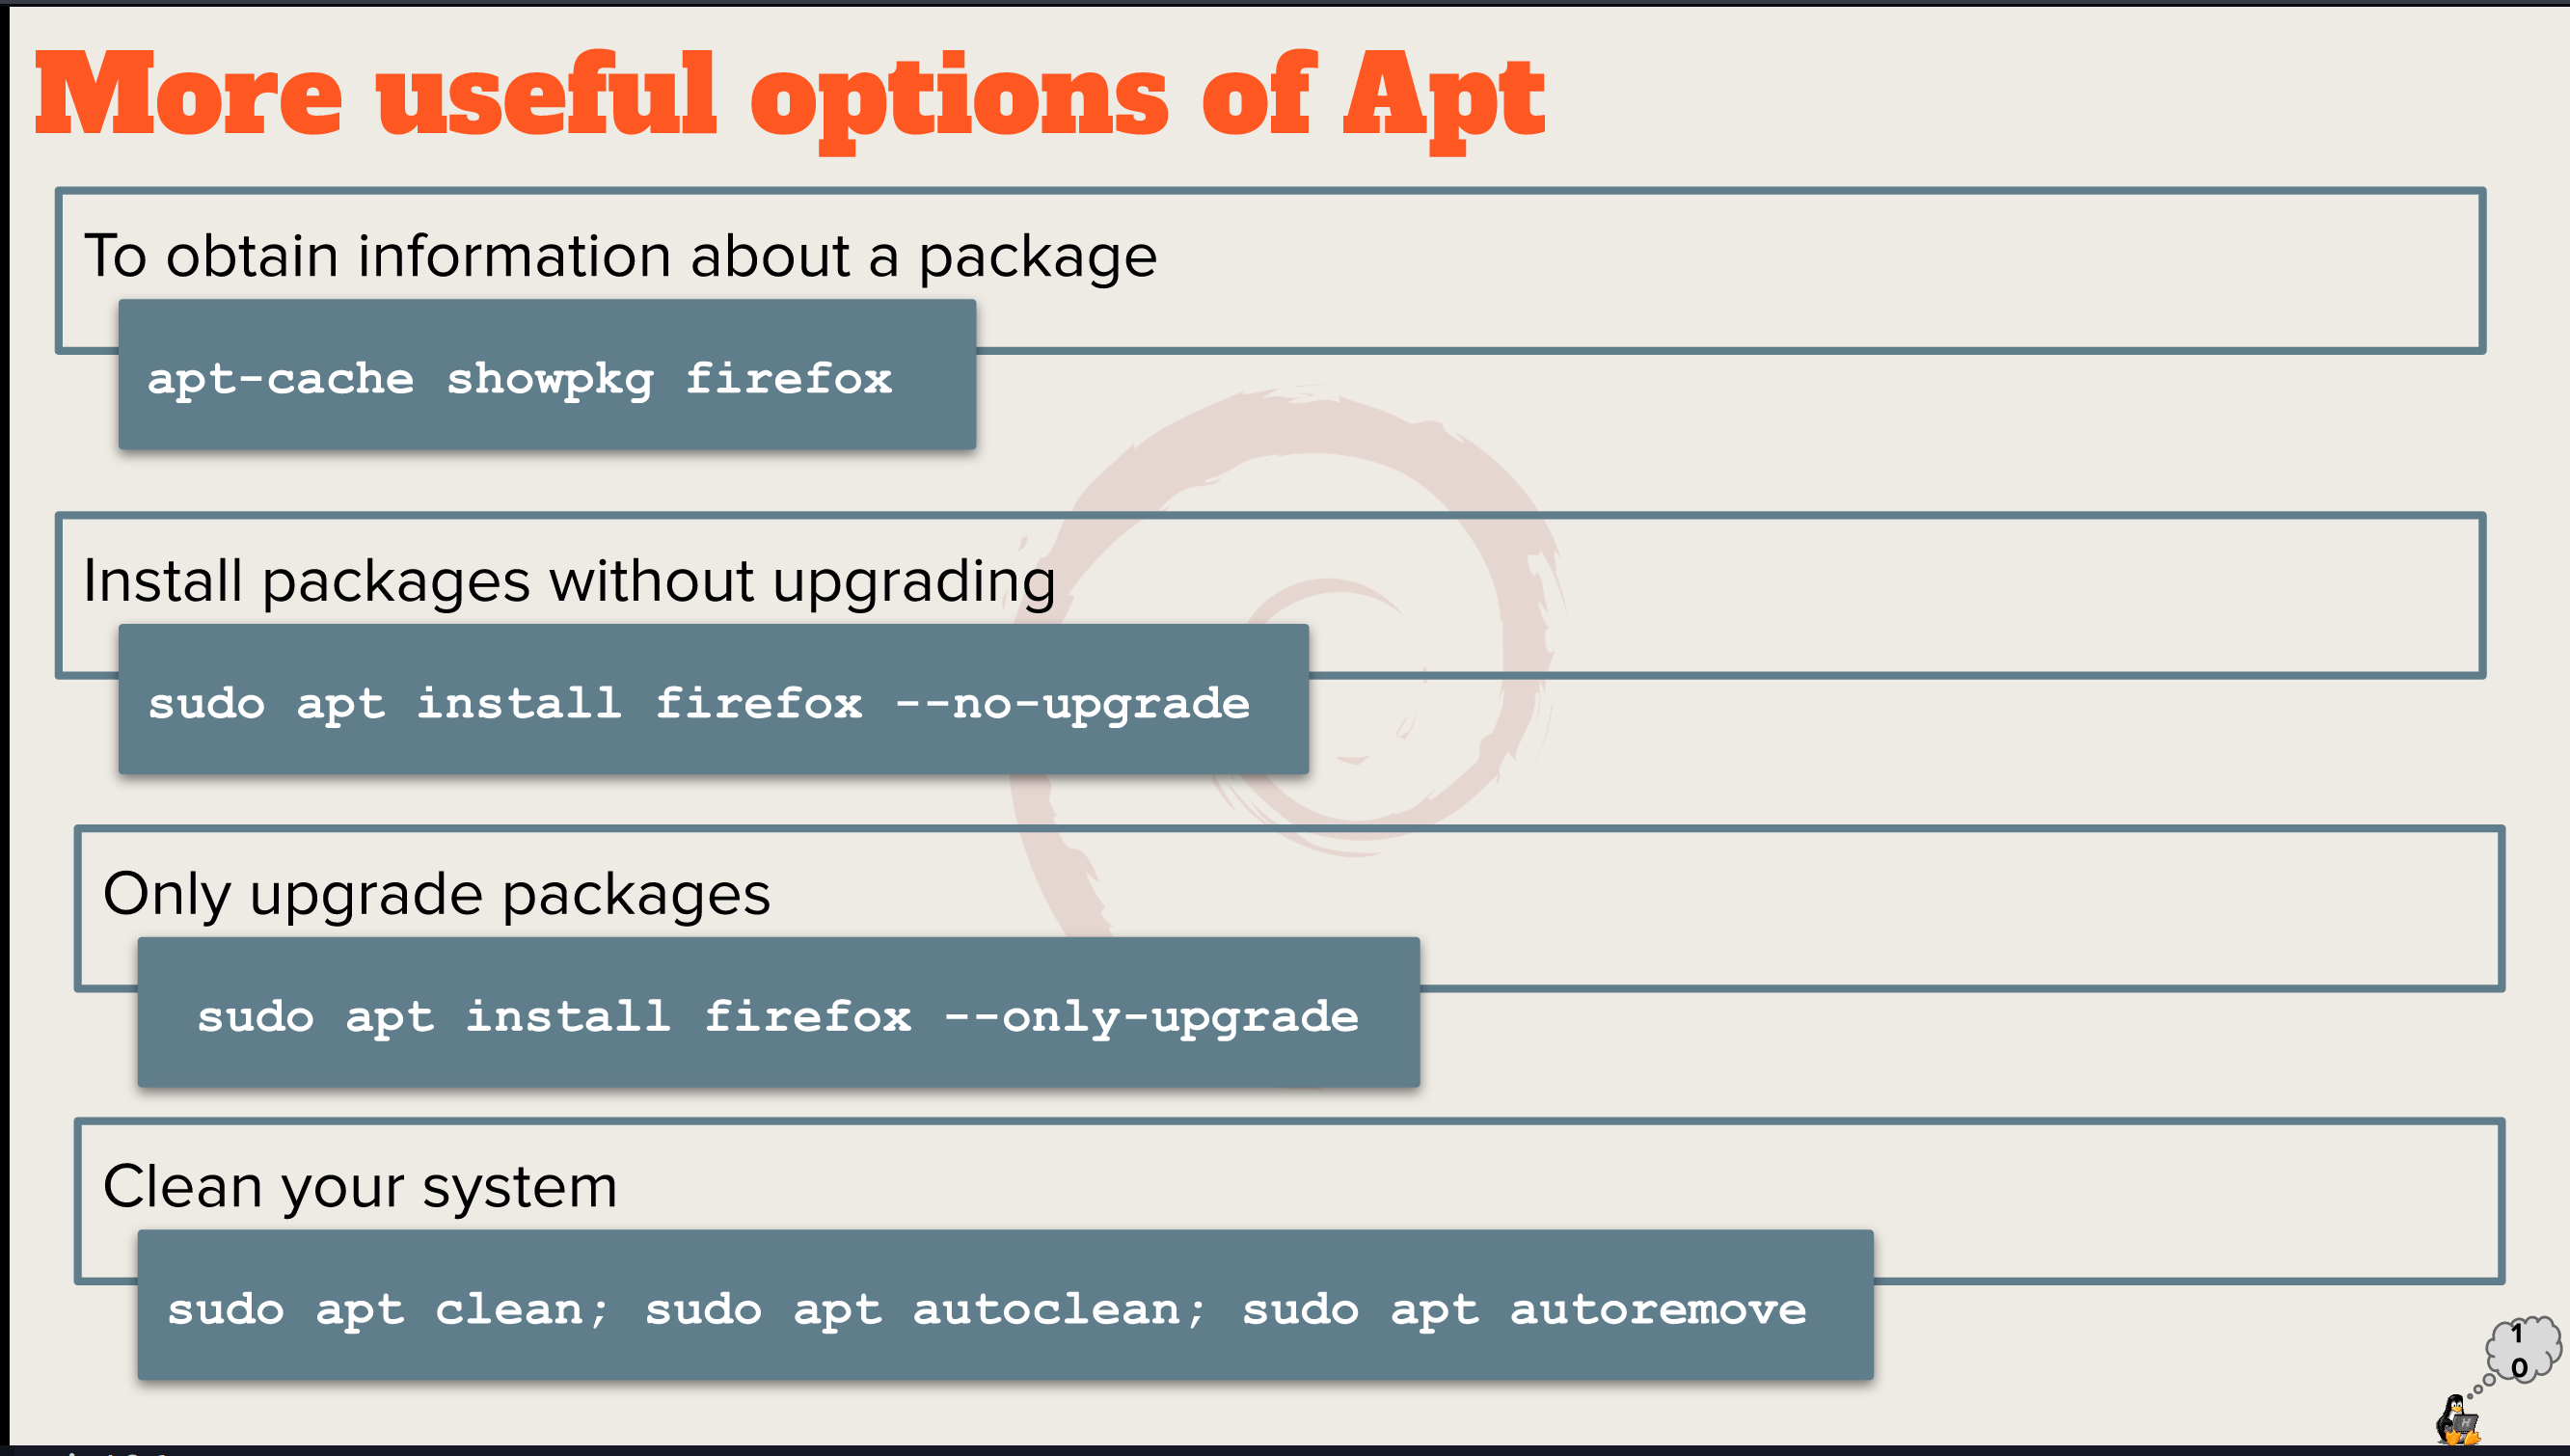 More useful options of Apt
To obtain information about a package
apt-cache showpkg firefox
Install packages without upgrading
sudo apt install firefox --no-upgrade
Only upgrade packages
sudo apt install firefox --only-upgrade
Clean your system
sudo apt clean; sudo apt autoclean; sudo apt autoremove
1
0